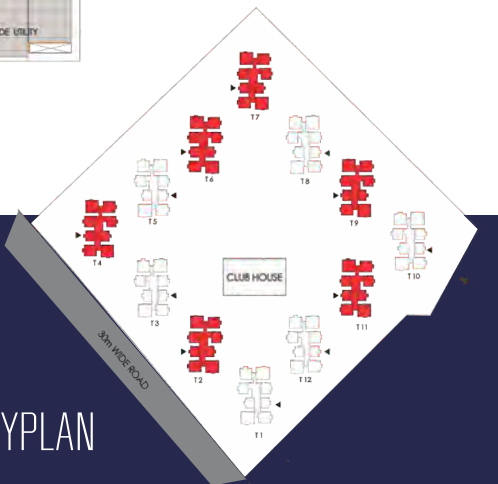 DE UTILITY
T7
T6
T8
T5
T9
T4
T10
CLUB HOUSE
T3
T11
30m WIDE ROAD
T2
T12
T1
YPLAN